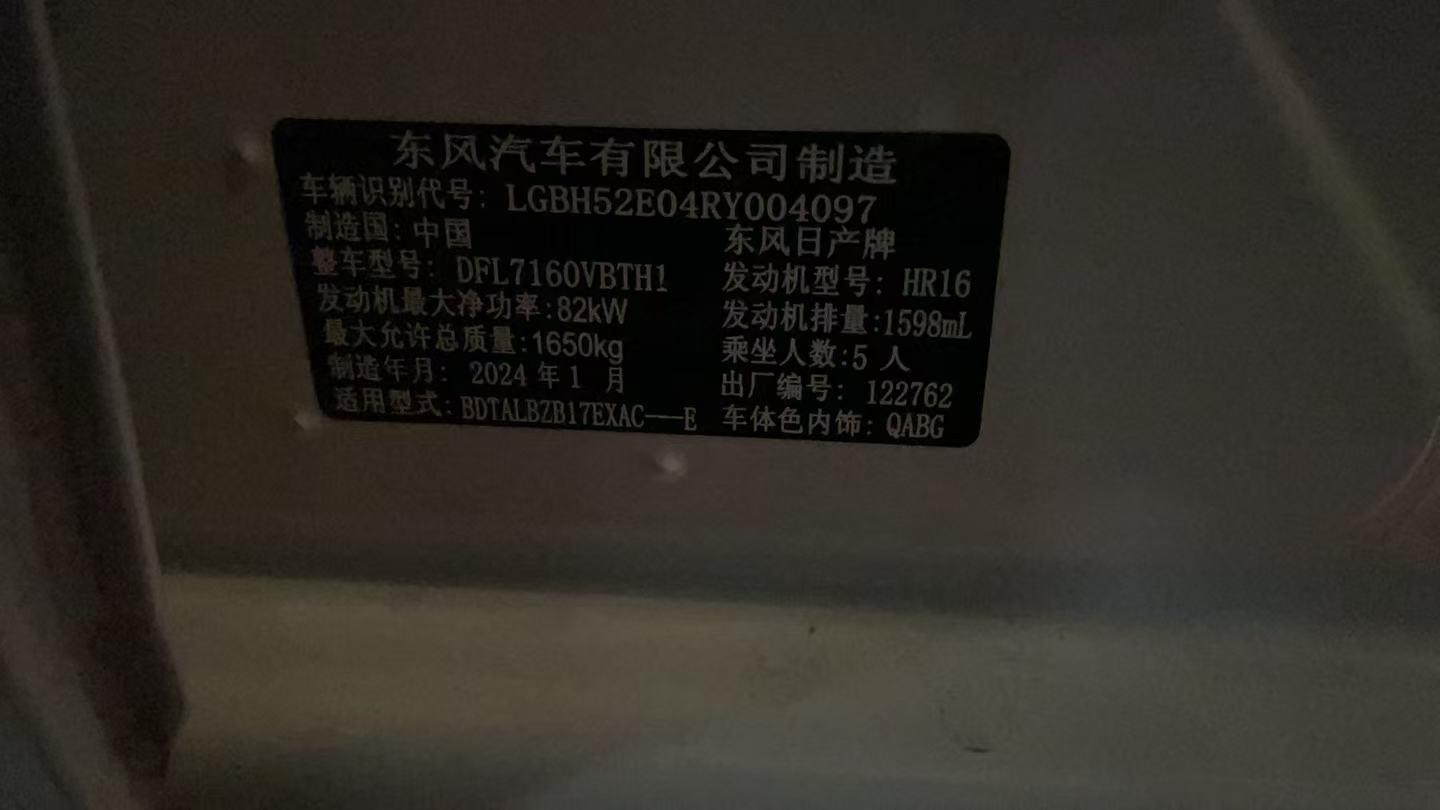 东风汽车有限公司制造
车辆识别代号: LGBH52E04RY004097
制造国: 中国 东风日产牌
整车型号: DFL7160VBTH1 发动机型号: HR16
发动机最大净功率:82kW 发动机排量:1598mL
最大允许总质量:1650kg 乘坐人数:5 人
制造年月: 2024 年 1 月 出厂编号: 122762
适用型式: BDTALBZB17EXAC——E 车体色内饰: QABG